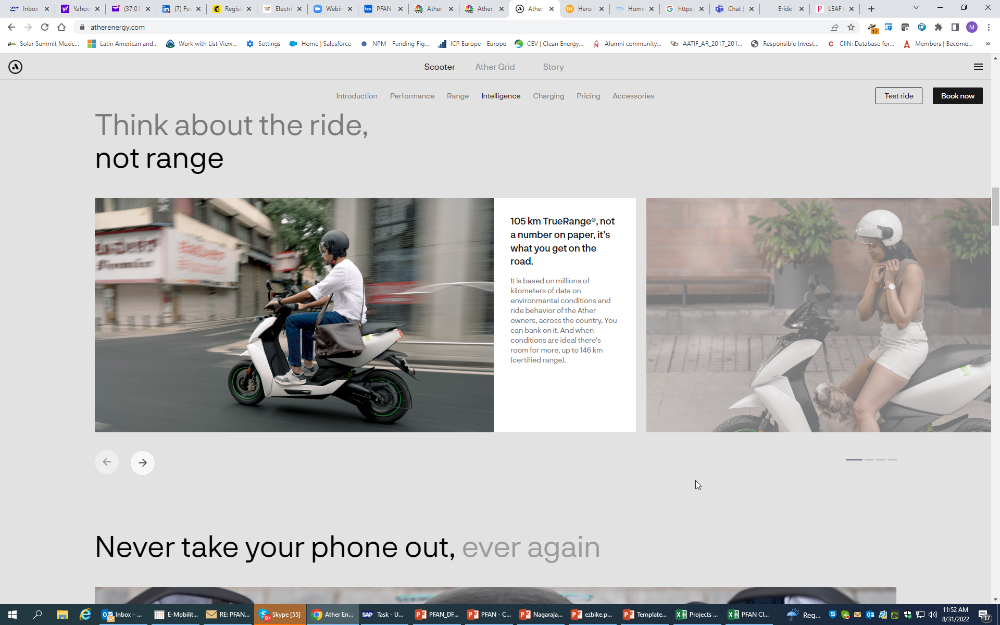 Inbox
Yahoo
(37,01
(7) Fe
Regist
Electri
Webin
PFAN
Ather
Ather
Ather
Hero
Home
https:
Chat |
Eride
LEAF
atherenergy.com
17
M
Solar Summit Mexic...
Latin American and...
Work with List View...
Settings
Home | Salesforce
NPM - Funding Fig...
ICP Europe - Europe
CEV | Clean Energy...
Alumni community...
AATIF_AR_2017_201...
Responsible Invest...
CIIN: Database for...
Members | Become...
Scooter
Ather Grid
Story
Introduction
Performance
Range
Intelligence
Charging
Pricing
Accessories
Test ride
Book now
Think about the ride,
not range
105 km TrueRange®, not
a number on paper, it's
what you get on the
road.
It is based on millions of
kilometers of data on
environmental conditions and
ride behavior of the Ather
owners, across the country. You
can bank on it. And when
conditions are ideal there's
room for more, up to 146 km
(certified range).
Never take your phone out, ever again
Inbox - ...
E-Mobilit...
RE: PFAN...
Skype [55]
Ather En...
Task - U...
PFAN_DF...
PFAN - C...
Nagaraja...
ezbike.p...
Template...
Projects ...
PFAN Cl...
Reg...
11:52 AM
8/31/2022
37